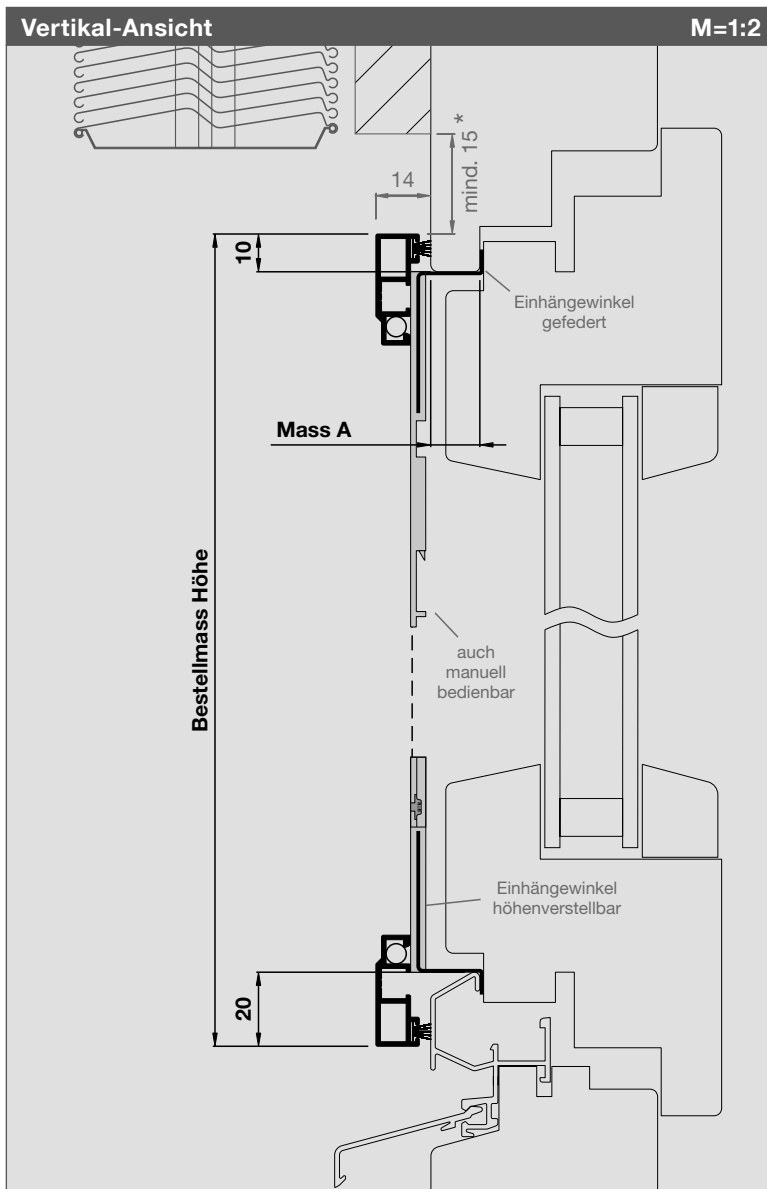 Vertikal-Ansicht M=1:2
mind. 15 *
14
10
Einhängewinkel
gefedert
Mass A
Bestellmass Höhe
auch
manuell
bedienbar
Einhängewinkel
höhenverstellbar
20